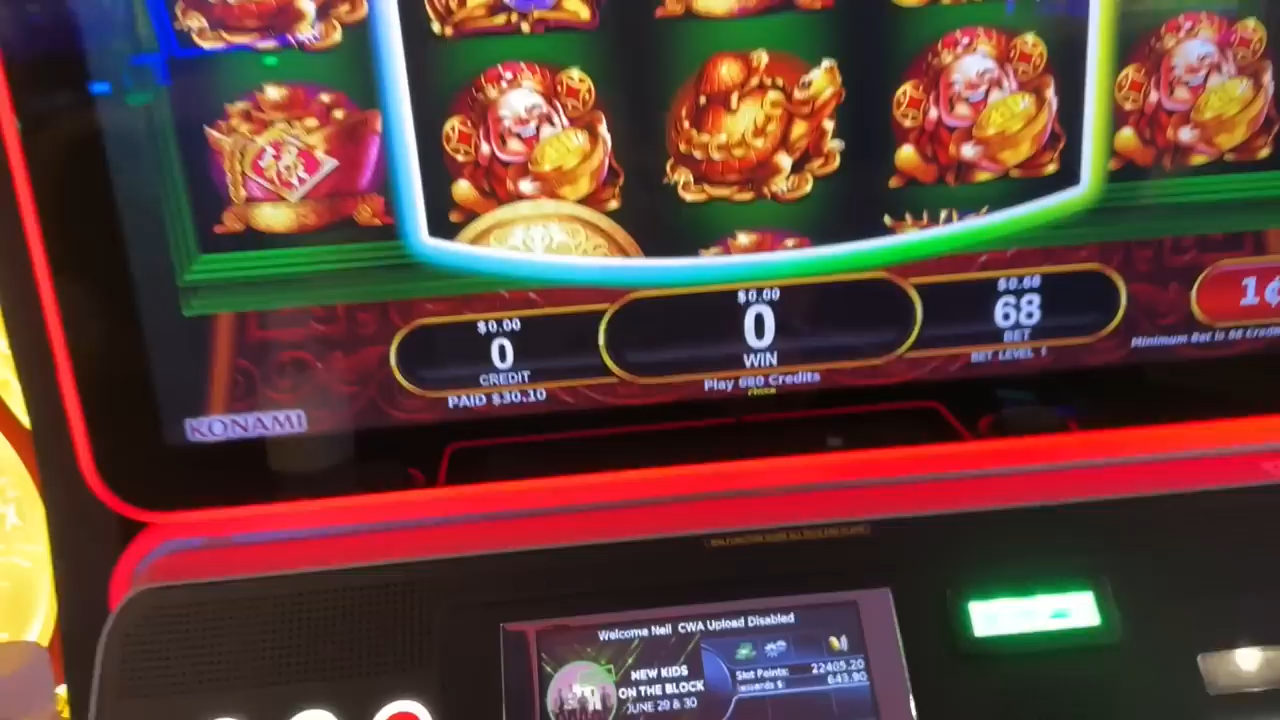 $0.00
0
CREDIT
PAID $30.10
$0.00
0
WIN
Play 680 Credits
close
$0.68
68
BET
BET LEVEL 1
1¢
Minimum Bet is 68
KONAMI
Welcome Neil CWA Upload Disabled
NEW KIDS
ON THE BLOCK
JUNE 29 & 30
Slot Points: 22405.20
Rewards $: 643.90